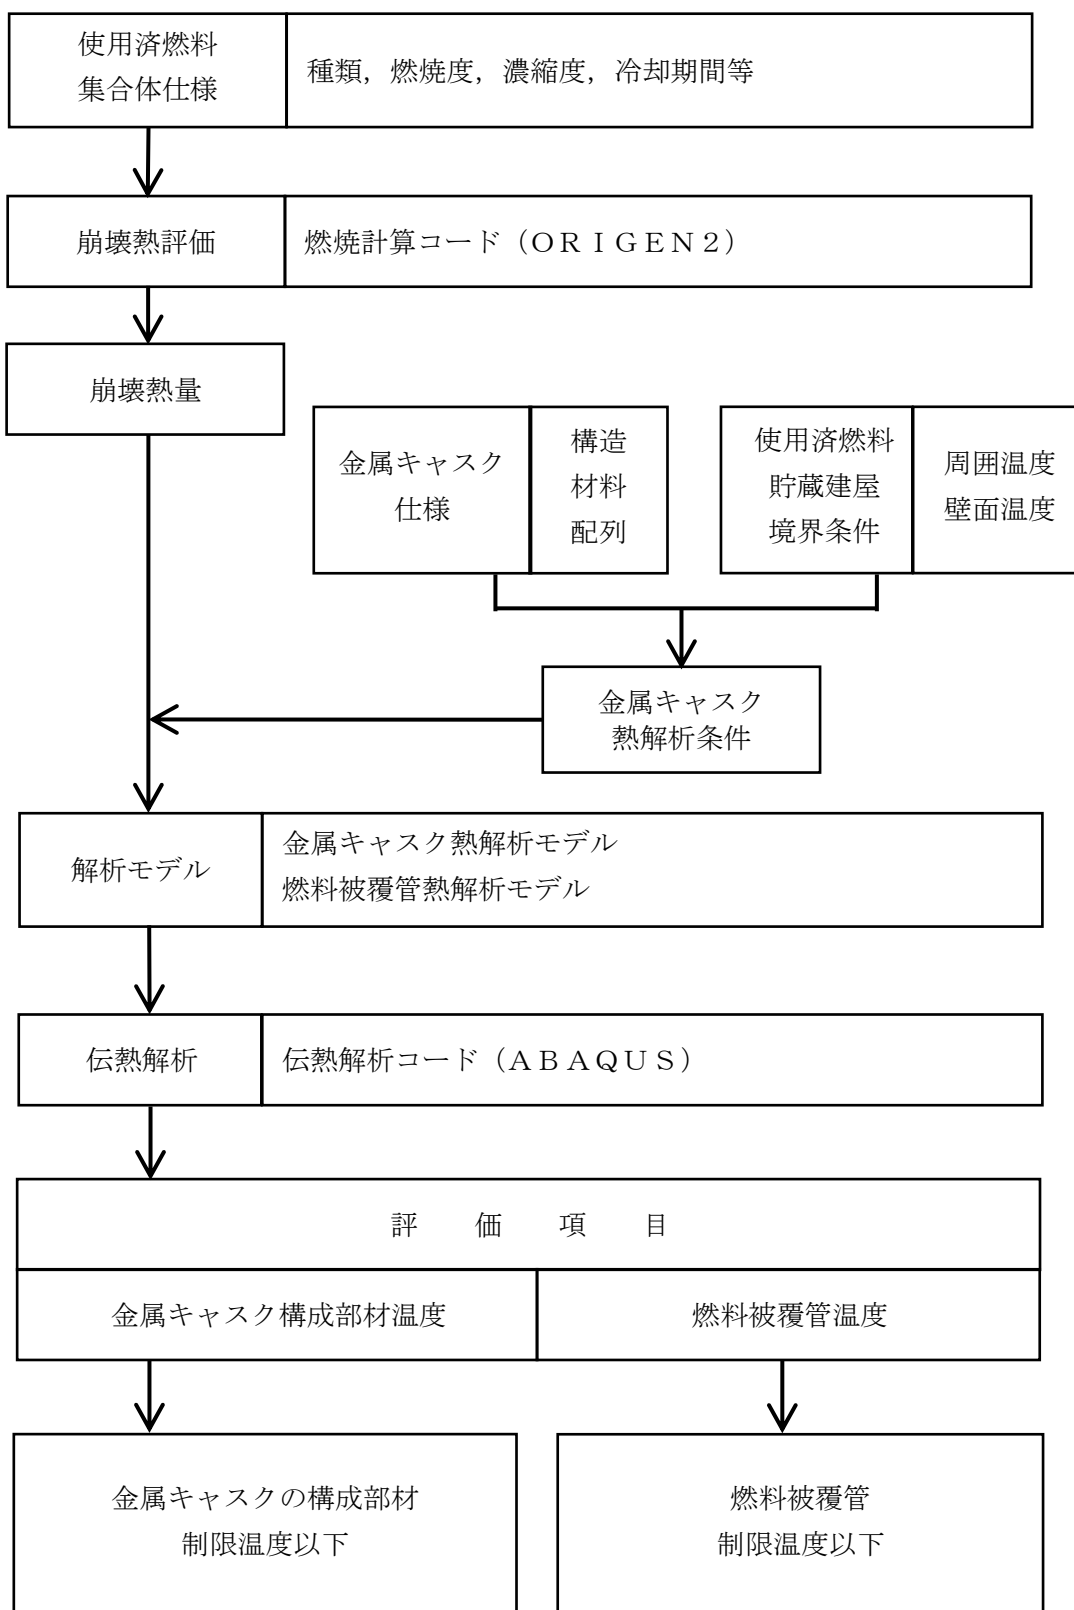 使用済燃料
集合体仕様
種類，燃焼度，濃縮度，冷却期間等
崩壊熱評価
燃焼計算コード（ＯＲＩＧＥＮ２）
崩壊熱量
金属キャスク
仕様
構造
材料
配列
使用済燃料
貯蔵建屋
境界条件
周囲温度
壁面温度
金属キャスク
熱解析条件
解析モデル
金属キャスク熱解析モデル
燃料被覆管熱解析モデル
伝熱解析
伝熱解析コード（ＡＢＡＱＵＳ）
評　価　項　目
金属キャスク構成部材温度
燃料被覆管温度
金属キャスクの構成部材
制限温度以下
燃料被覆管
制限温度以下